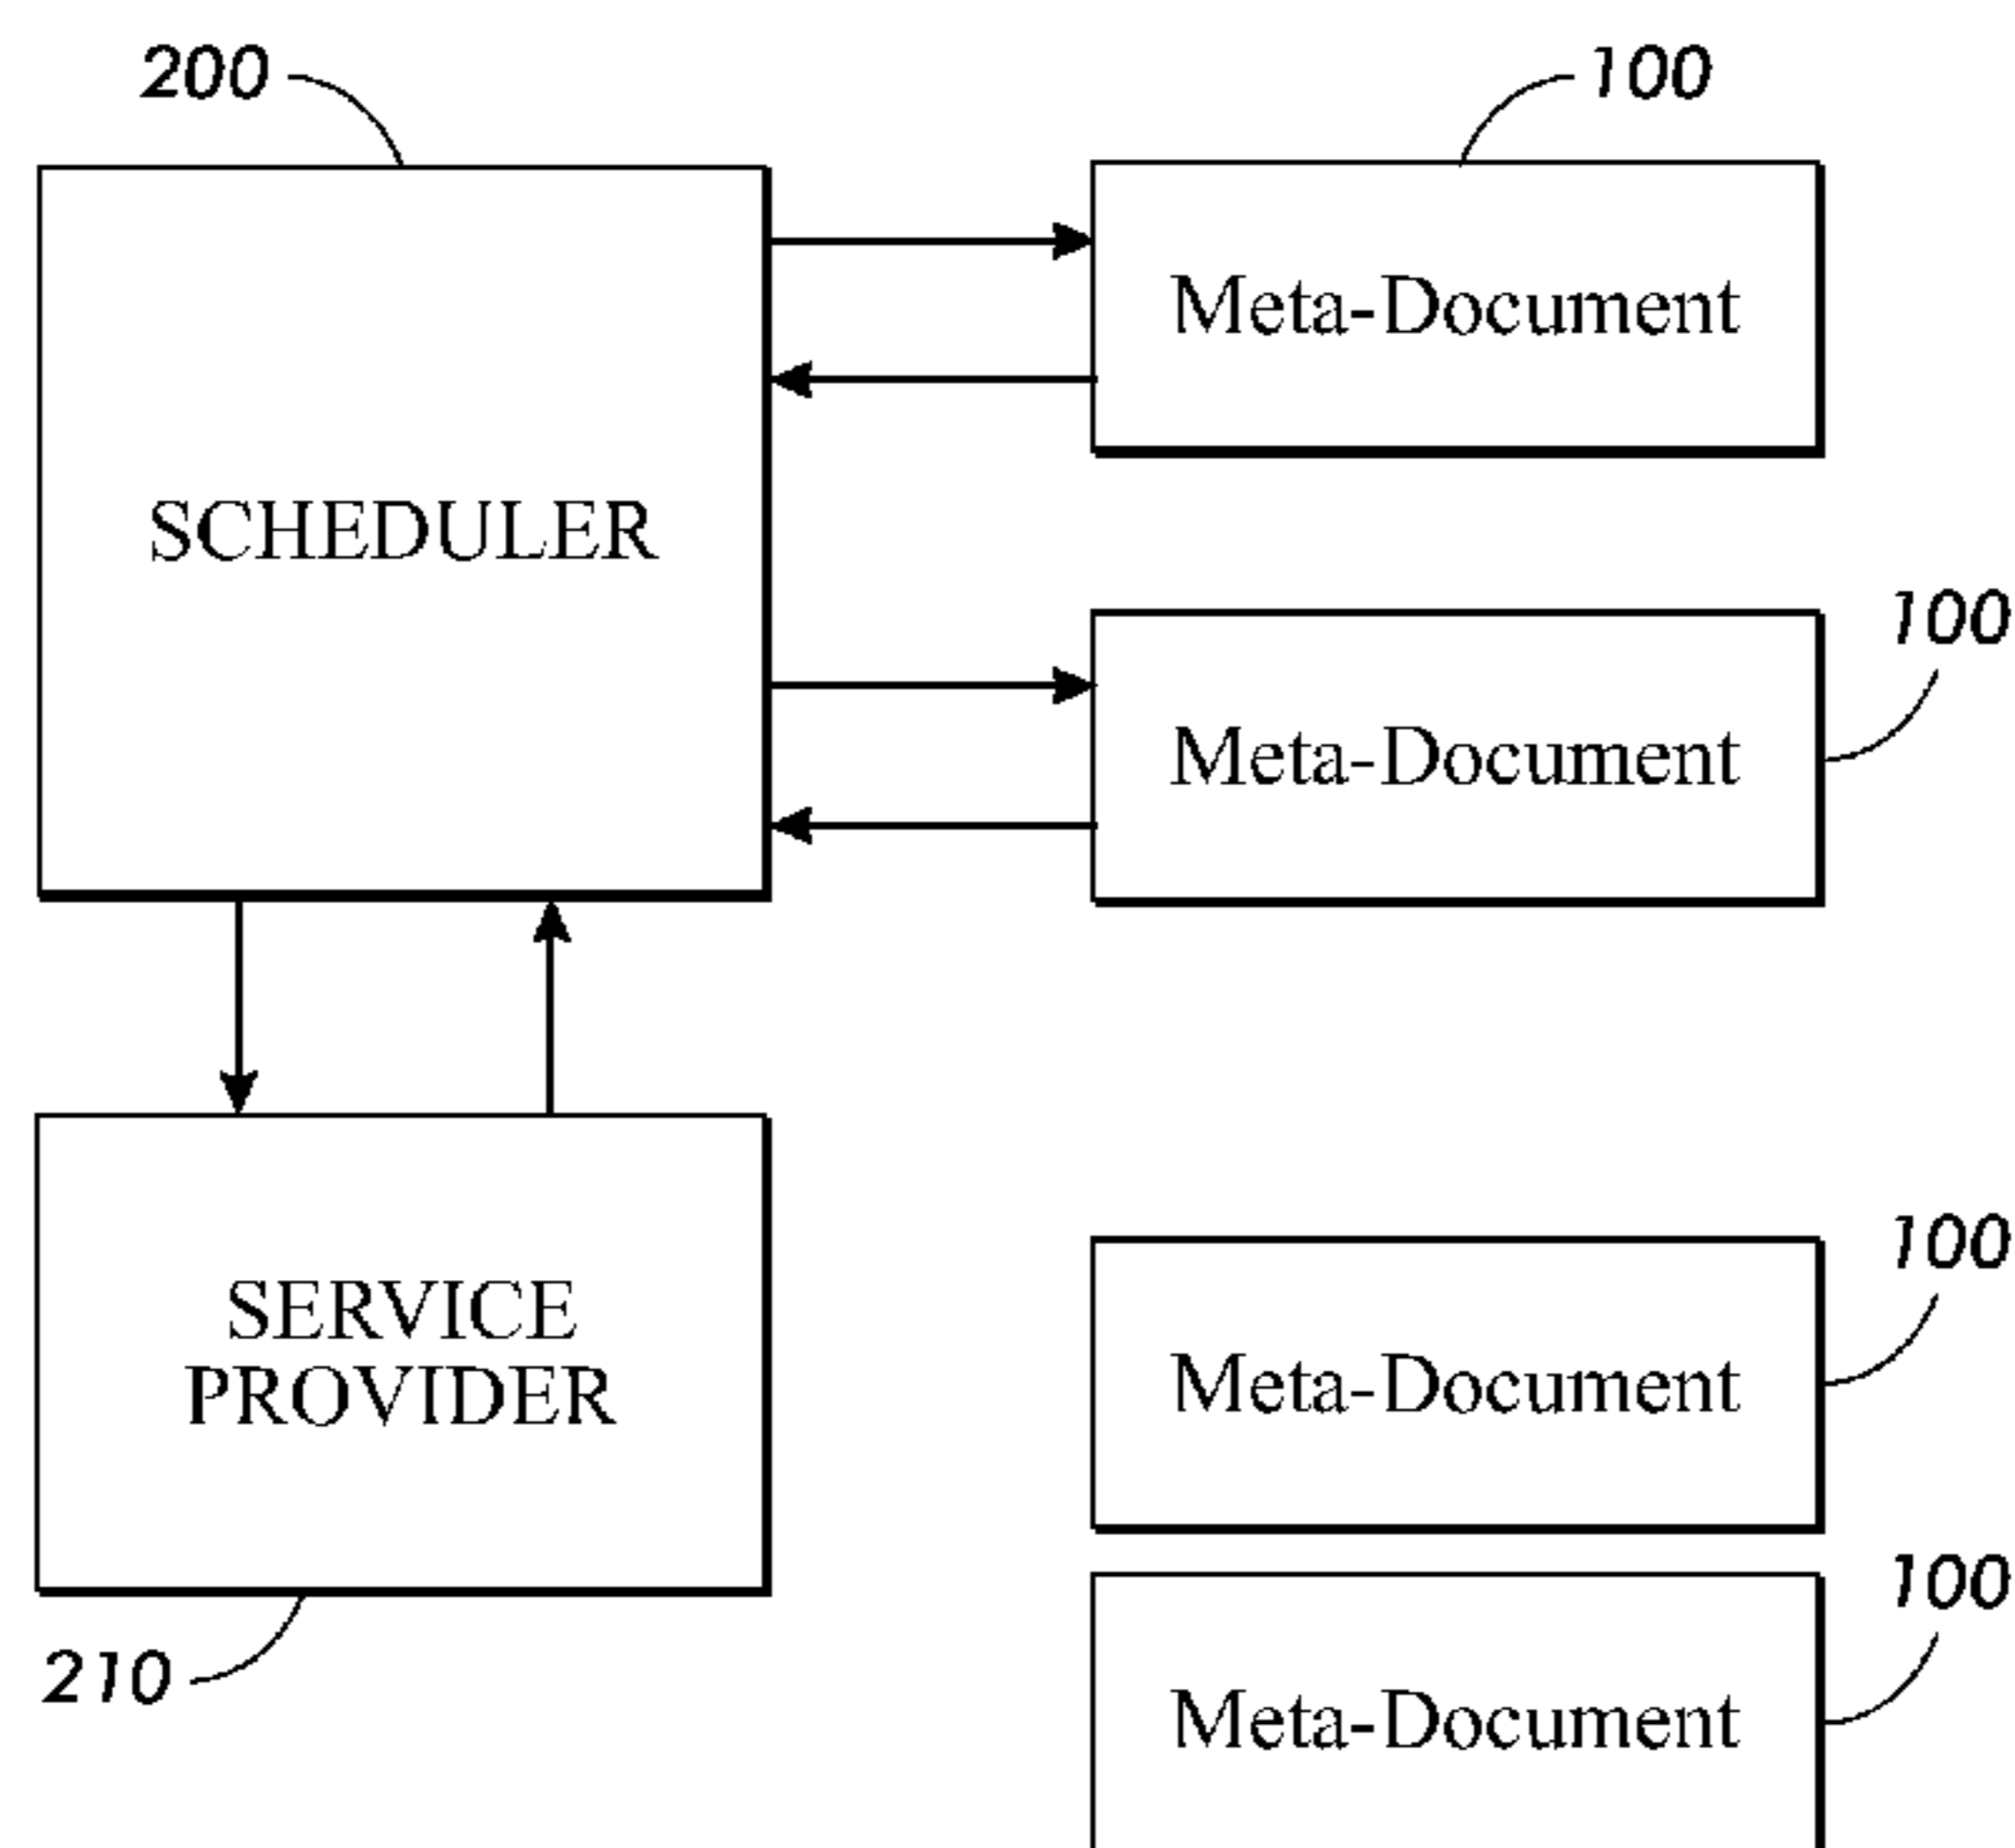 200
100
Meta-Document
SCHEDULER
100
Meta-Document
SERVICE
PROVIDER
100
Meta-Document
100
Meta-Document
210